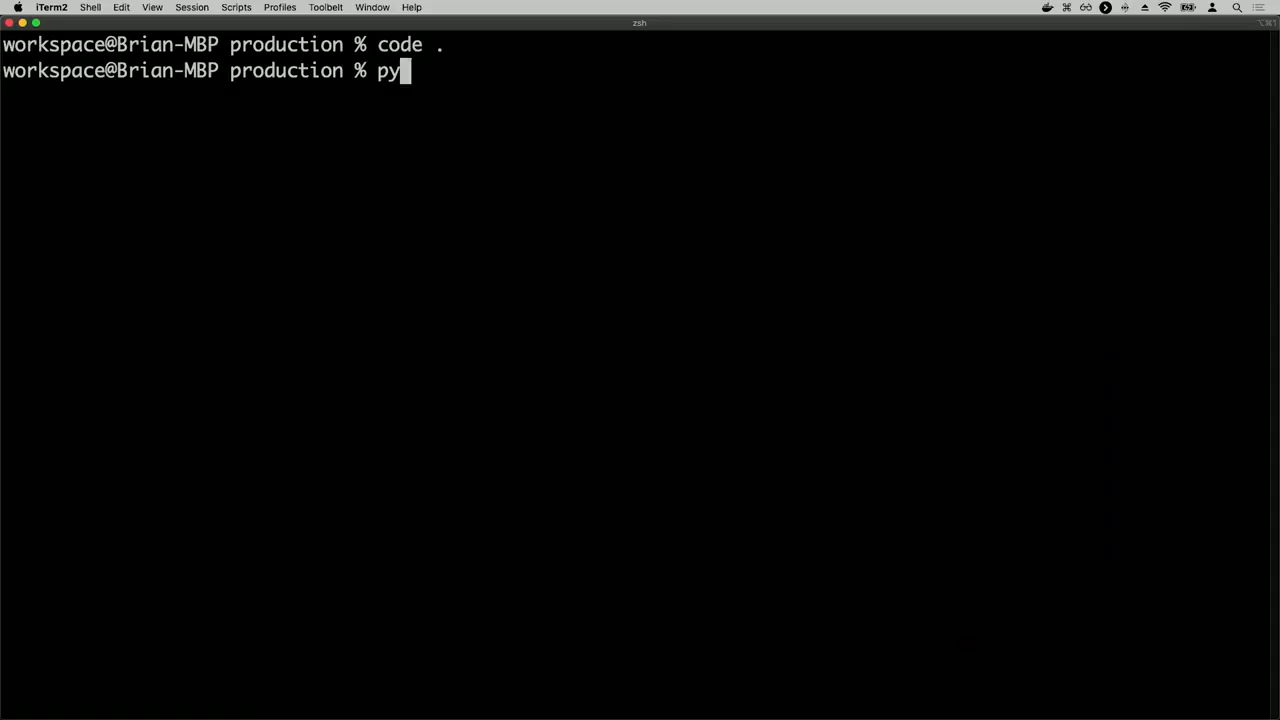 iTerm2 Shell Edit View Session Scripts Profiles Toolbelt Window Help
zsh
workspace@Brian-MBP production % code .
workspace@Brian-MBP production % py